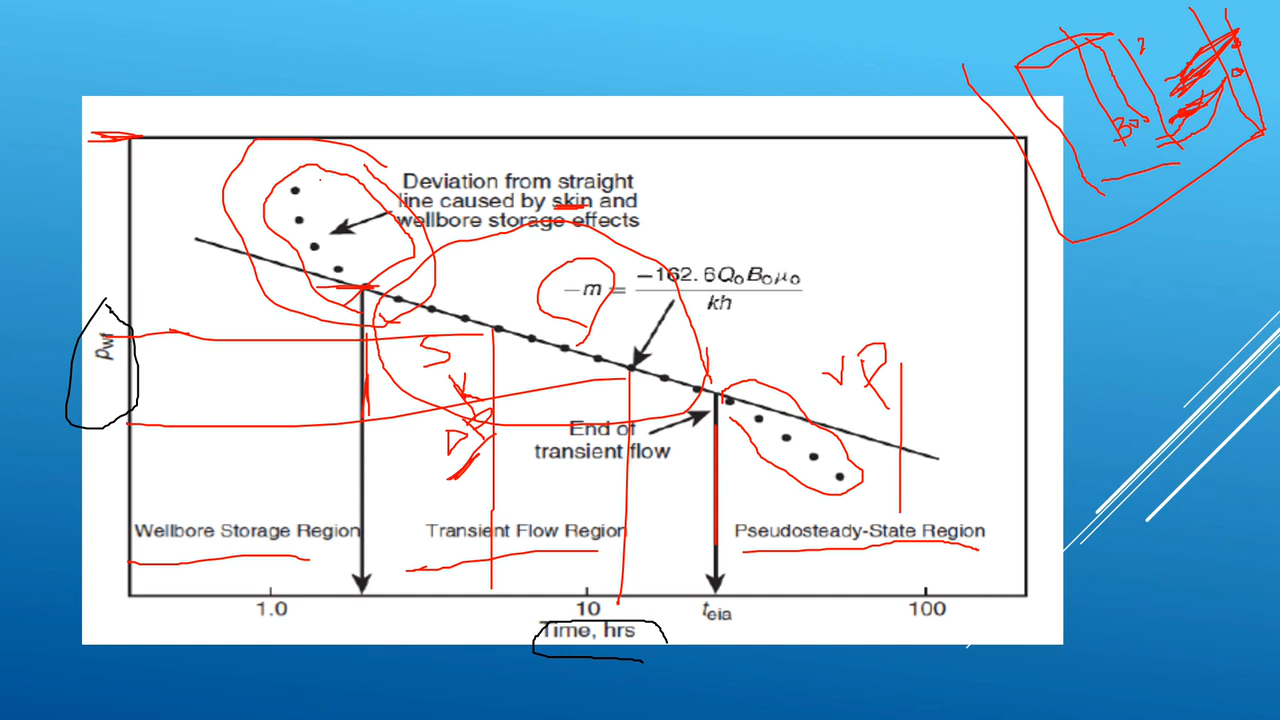 Deviation from straight
line caused by skin and
wellbore storage effects
−m = −162.6QoBoμo
kh
pwf
S
K
VP
End of
transient flow
Wellbore Storage Region
Transient Flow Region
Pseudosteady-State Region
1.0
10
teia
100
Time, hrs